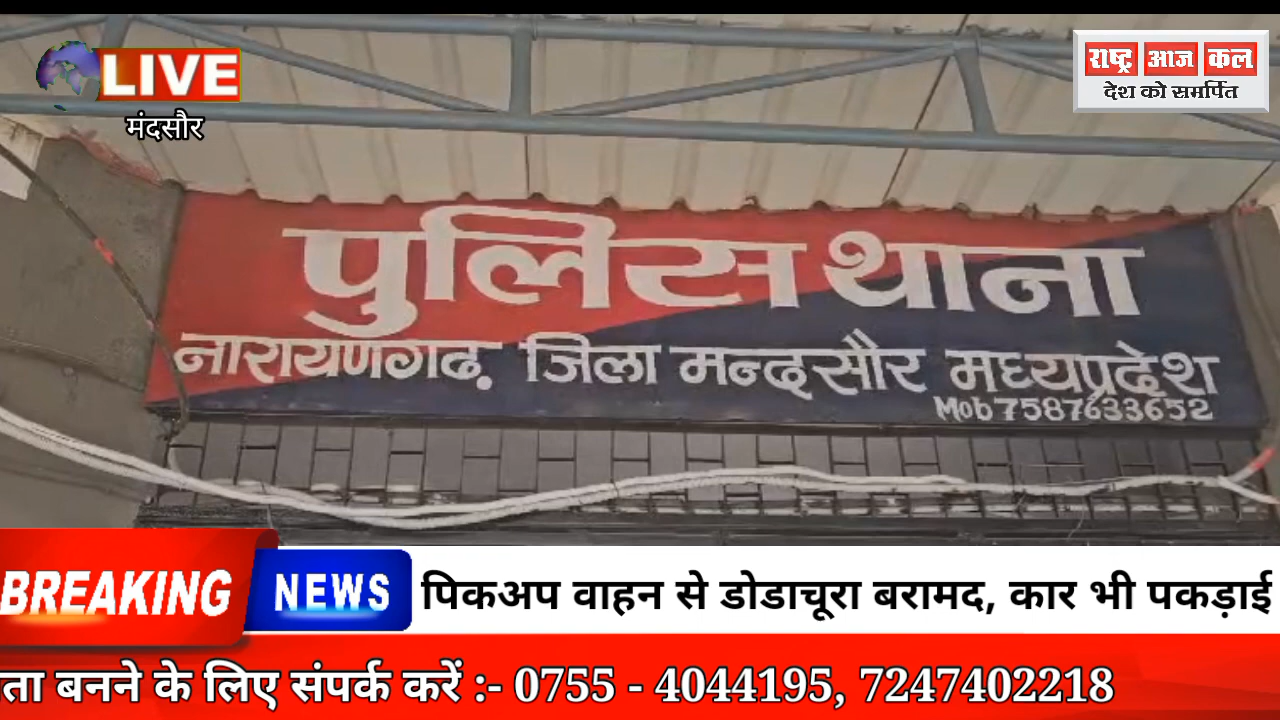 LIVE
मंदसौर
राष्ट्र आज कल
देश को समर्पित
पुलिस थाना
नारायणगढ़ जिला मन्दसौर मध्यप्रदेश
Mob 7587633652
BREAKING NEWS पिकअप वाहन से डोडाचूरा बरामद, कार भी पकड़ाई
ता बनने के लिए संपर्क करें :- 0755 - 4044195, 7247402218